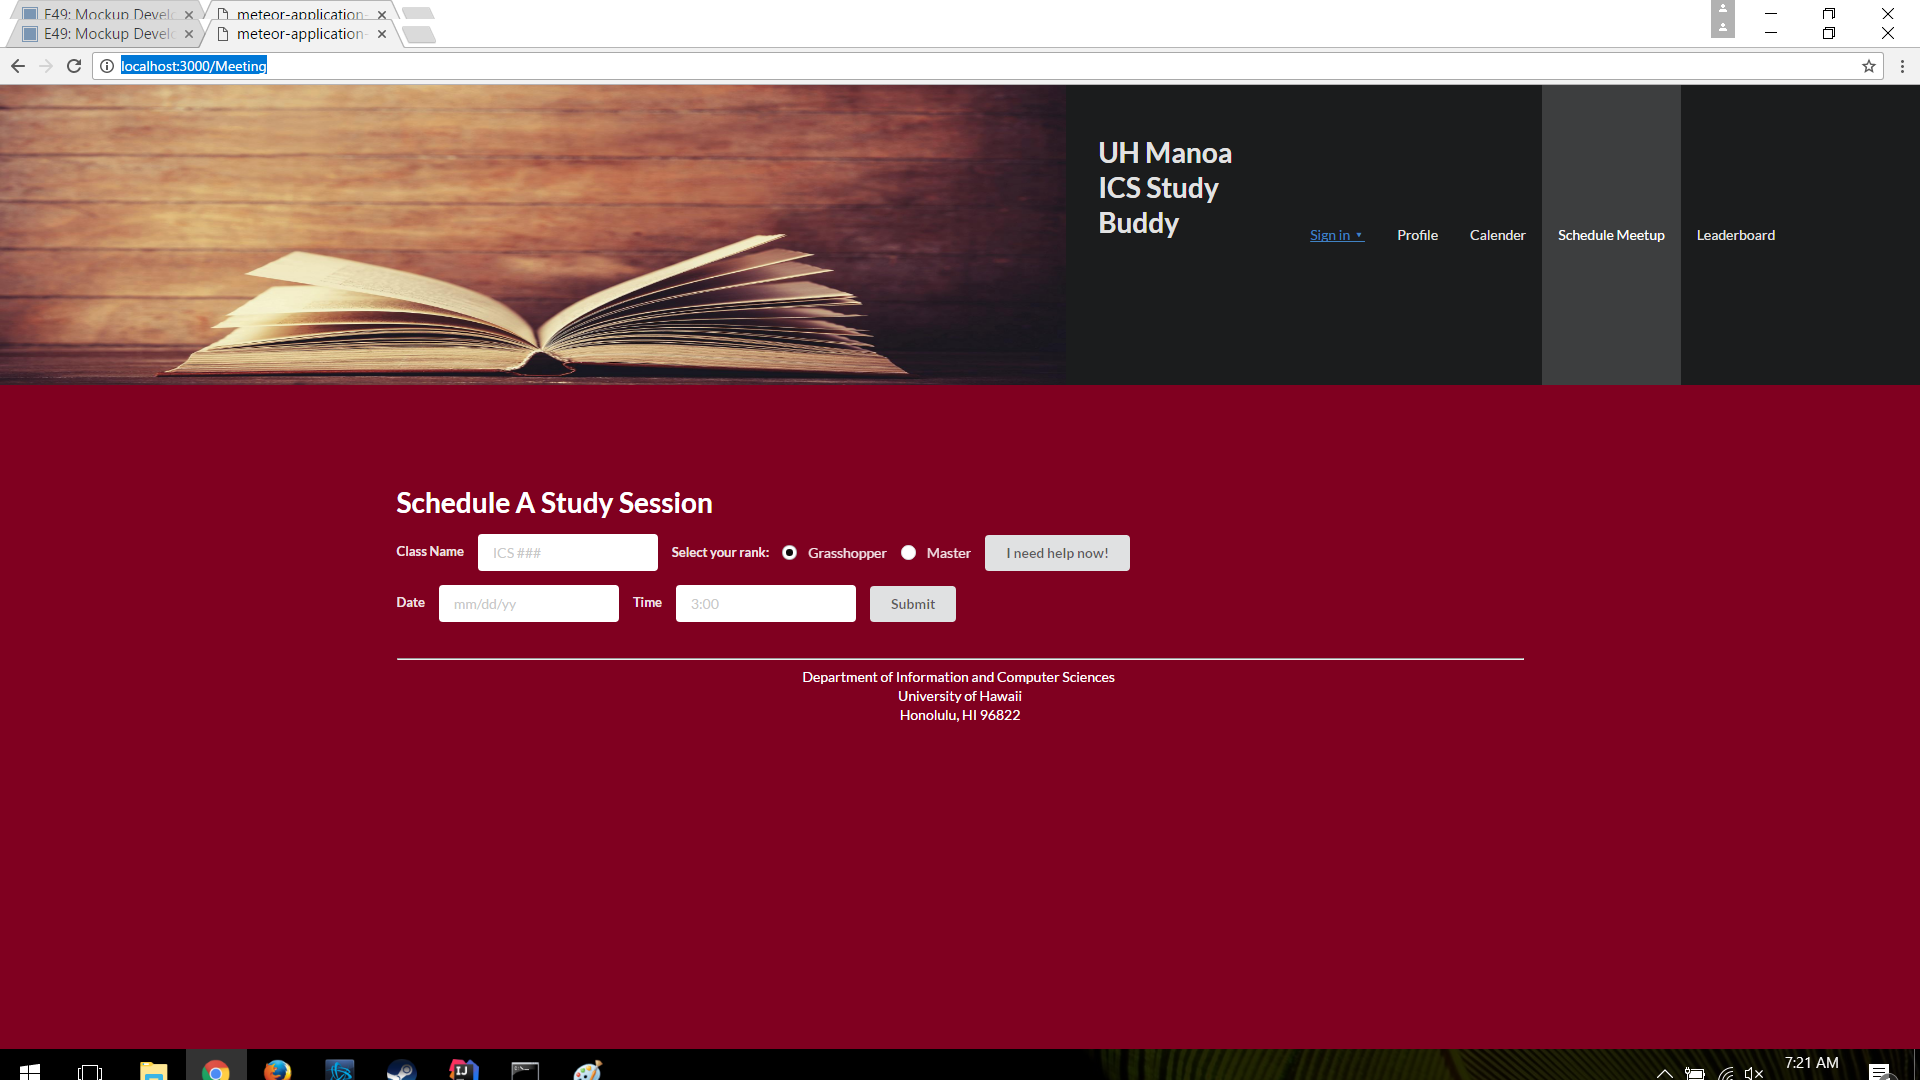 E49: Mockup Develo
meteor-application-
E49: Mockup Develo
meteor-application-
localhost:3000/Meeting
UH Manoa
ICS Study
Buddy
Sign in
Profile
Calender
Schedule Meetup
Leaderboard
Schedule A Study Session
Class Name
ICS ###
Select your rank:
Grasshopper
Master
I need help now!
Date
mm/dd/yy
Time
3:00
Submit
Department of Information and Computer Sciences
University of Hawaii
Honolulu, HI 96822
IJ
7:21 AM